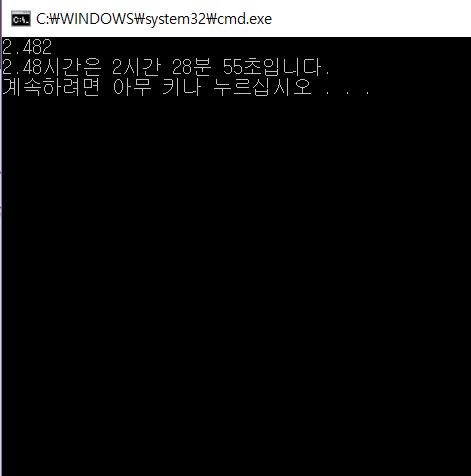 C:\WINDOWS\system32\cmd.exe
2.482
2.48시간은 2시간 28분 55초입니다.
계속하려면 아무 키나 누르십시오 . . .